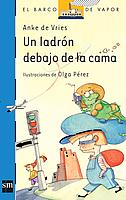 EL BARCO DE VAPOR
Anke de Vries
Un ladrón
debajo de la cama
Ilustraciones de Olga Pérez
sm